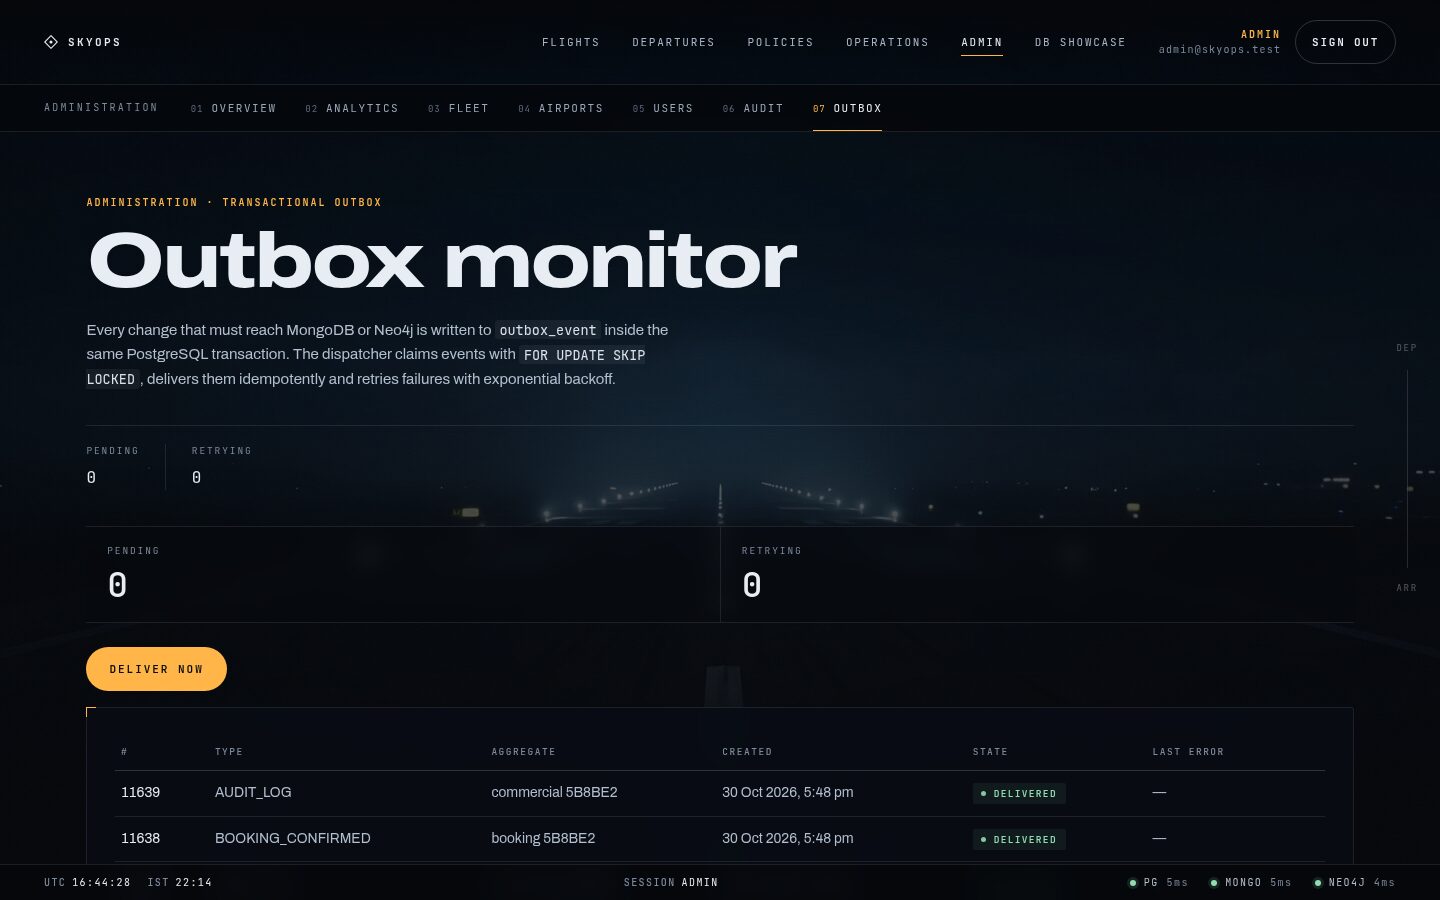 SKYOPS
FLIGHTS DEPARTURES POLICIES OPERATIONS ADMIN DB SHOWCASE
ADMIN
admin@skyops.test
SIGN OUT
ADMINISTRATION 01 OVERVIEW 02 ANALYTICS 03 FLEET 04 AIRPORTS 05 USERS 06 AUDIT 07 OUTBOX
ADMINISTRATION · TRANSACTIONAL OUTBOX
Outbox monitor
Every change that must reach MongoDB or Neo4j is written to outbox_event inside the
same PostgreSQL transaction. The dispatcher claims events with FOR UPDATE SKIP
LOCKED, delivers them idempotently and retries failures with exponential backoff.
DEP
PENDING RETRYING
0 0
PENDING RETRYING
0 0
ARR
DELIVER NOW
# TYPE AGGREGATE CREATED STATE LAST ERROR
11639 AUDIT_LOG commercial 5B8BE2 30 Oct 2026, 5:48 pm DELIVERED —
11638 BOOKING_CONFIRMED booking 5B8BE2 30 Oct 2026, 5:48 pm DELIVERED —
UTC 16:44:28 IST 22:14 SESSION ADMIN PG 5ms MONGO 5ms NEO4J 4ms